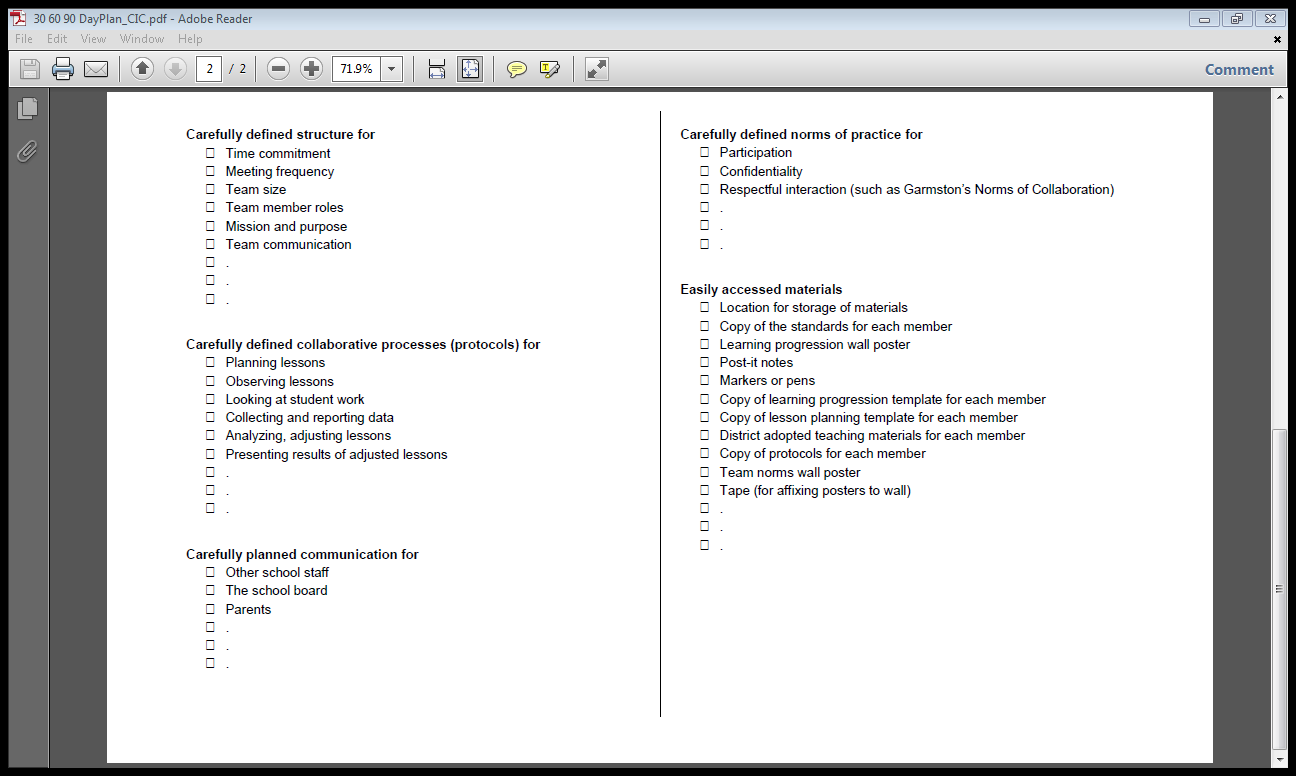 30 60 90 DayPlan_CIC.pdf - Adobe Reader
File Edit View Window Help
2 / 2 71.9% Comment
Carefully defined structure for
Time commitment
Meeting frequency
Team size
Team member roles
Mission and purpose
Team communication
.
.
.
Carefully defined collaborative processes (protocols) for
Planning lessons
Observing lessons
Looking at student work
Collecting and reporting data
Analyzing, adjusting lessons
Presenting results of adjusted lessons
.
.
.
Carefully planned communication for
Other school staff
The school board
Parents
.
.
.
Carefully defined norms of practice for
Participation
Confidentiality
Respectful interaction (such as Garmston’s Norms of Collaboration)
.
.
.
Easily accessed materials
Location for storage of materials
Copy of the standards for each member
Learning progression wall poster
Post-it notes
Markers or pens
Copy of learning progression template for each member
Copy of lesson planning template for each member
District adopted teaching materials for each member
Copy of protocols for each member
Team norms wall poster
Tape (for affixing posters to wall)
.
.
.